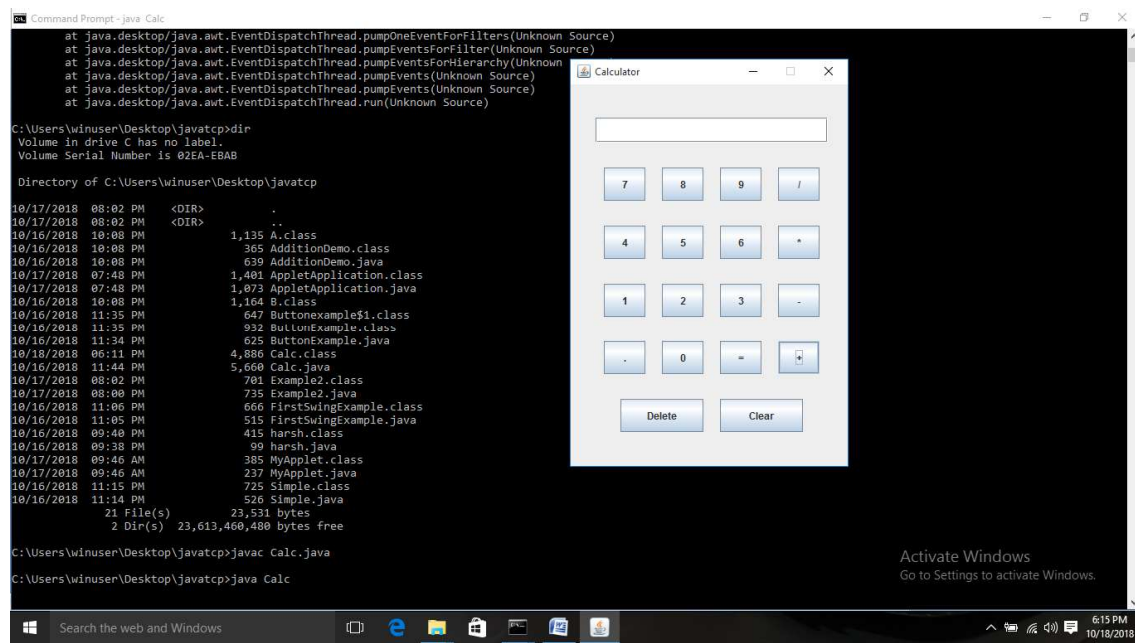 Command Prompt - java Calc
at java.desktop/java.awt.EventDispatchThread.pumpOneEventForFilters(Unknown Source)
at java.desktop/java.awt.EventDispatchThread.pumpEventsForFilter(Unknown Source)
at java.desktop/java.awt.EventDispatchThread.pumpEventsForHierarchy(Unknown
at java.desktop/java.awt.EventDispatchThread.pumpEvents(Unknown Source)
at java.desktop/java.awt.EventDispatchThread.pumpEvents(Unknown Source)
at java.desktop/java.awt.EventDispatchThread.run(Unknown Source)
C:\Users\winuser\Desktop\javatcp>dir
Volume in drive C has no label.
Volume Serial Number is 02EA-EBAB
Directory of C:\Users\winuser\Desktop\javatcp
10/17/2018 08:02 PM <DIR> .
10/17/2018 08:02 PM <DIR> ..
10/16/2018 10:08 PM 1,135 A.class
10/16/2018 10:08 PM 365 AdditionDemo.class
10/16/2018 10:08 PM 639 AdditionDemo.java
10/17/2018 07:48 PM 1,401 AppletApplication.class
10/17/2018 07:48 PM 1,073 AppletApplication.java
10/16/2018 10:08 PM 1,164 B.class
10/16/2018 11:35 PM 647 Buttonexample$1.class
10/16/2018 11:35 PM 932 ButtonExample.class
10/16/2018 11:34 PM 625 ButtonExample.java
10/18/2018 06:11 PM 4,886 Calc.class
10/16/2018 11:44 PM 5,660 Calc.java
10/17/2018 08:02 PM 701 Example2.class
10/17/2018 08:00 PM 735 Example2.java
10/16/2018 11:06 PM 666 FirstSwingExample.class
10/16/2018 11:05 PM 515 FirstSwingExample.java
10/16/2018 09:40 PM 415 harsh.class
10/16/2018 09:38 PM 99 harsh.java
10/17/2018 09:46 AM 385 MyApplet.class
10/17/2018 09:46 AM 237 MyApplet.java
10/16/2018 11:15 PM 725 Simple.class
10/16/2018 11:14 PM 526 Simple.java
21 File(s) 23,531 bytes
2 Dir(s) 23,613,460,480 bytes free
C:\Users\winuser\Desktop\javatcp>javac Calc.java
C:\Users\winuser\Desktop\javatcp>java Calc
Calculator
7 8 9 /
4 5 6 *
1 2 3 -
. 0 = +
Delete Clear
Activate Windows
Go to Settings to activate Windows.
Search the web and Windows
6:15 PM
10/18/2018